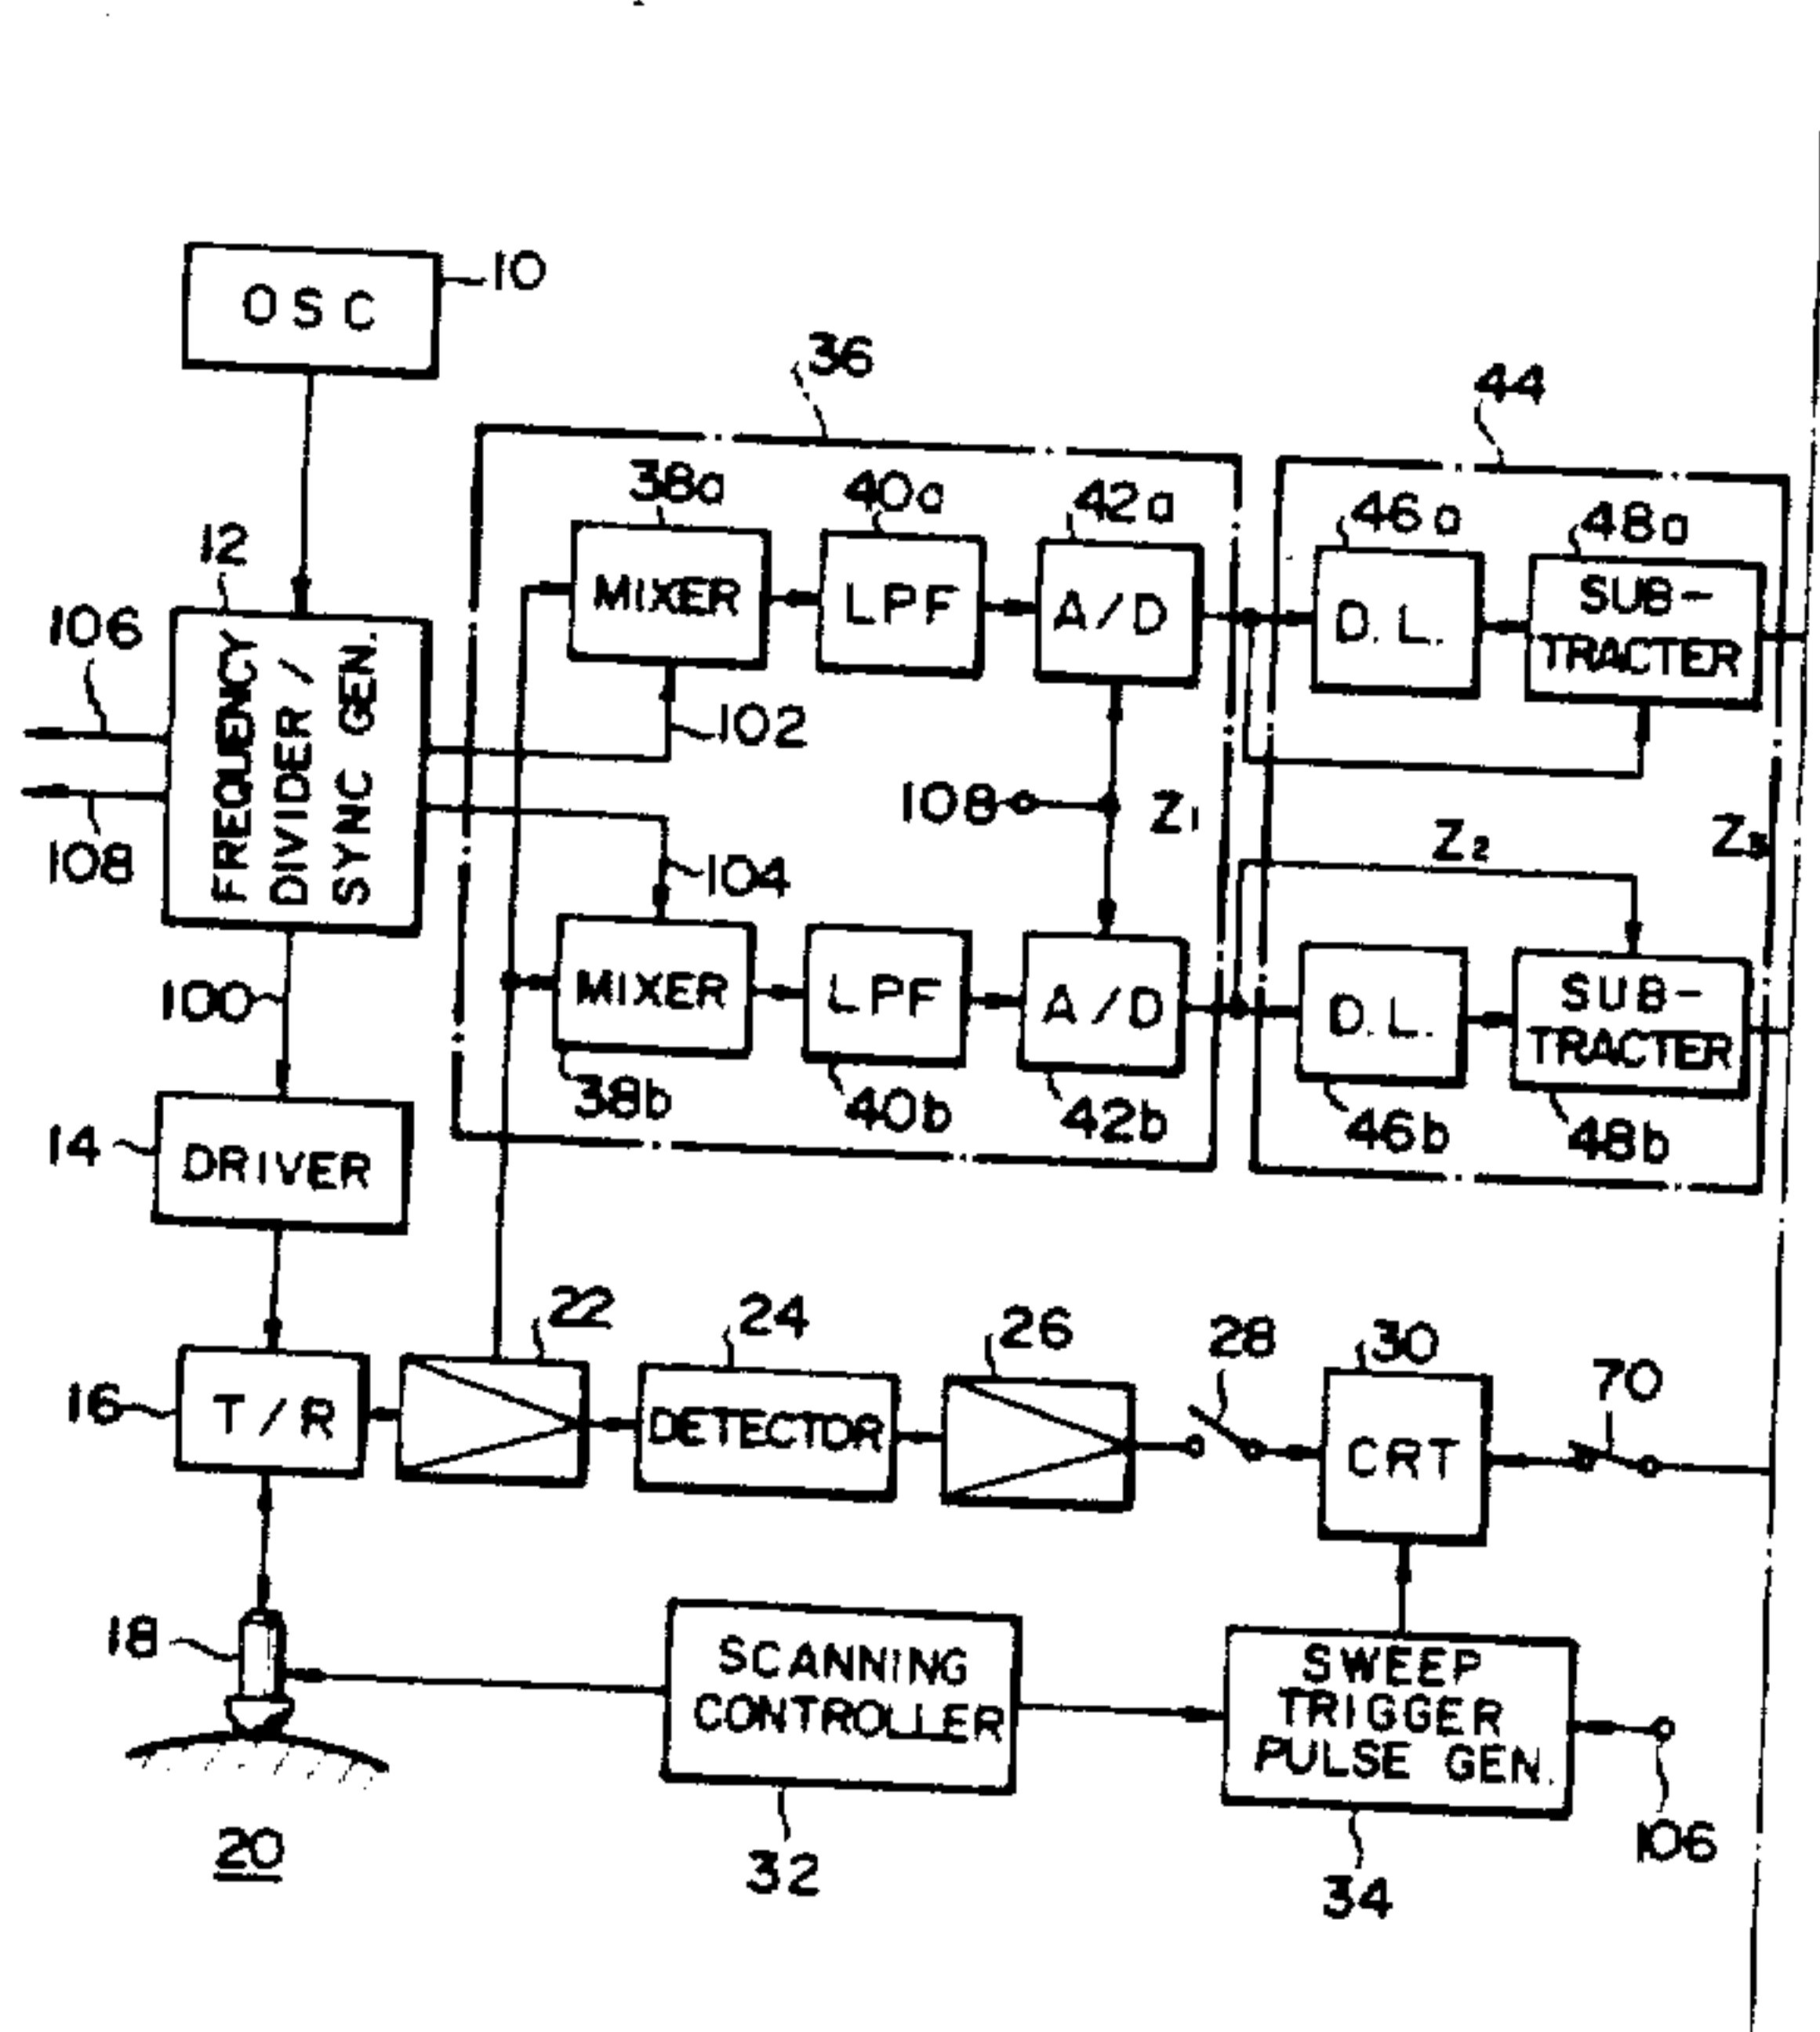 OSC
10
36
44
38a
40a
42a
46a
48a
12
MIXER
LPF
A/D
D.L.
SUB-
TRACTER
106
FREQUENCY
DIVIDER/
SYNC GEN.
102
108
Z1
Z2
108
104
MIXER
LPF
A/D
D.L.
SUB-
TRACTER
100
38b
40b
42b
46b
48b
14
DRIVER
22
24
26
28
30
70
16
T/R
DETECTOR
CRT
18
SCANNING
CONTROLLER
SWEEP
TRIGGER
PULSE GEN.
20
32
34
106